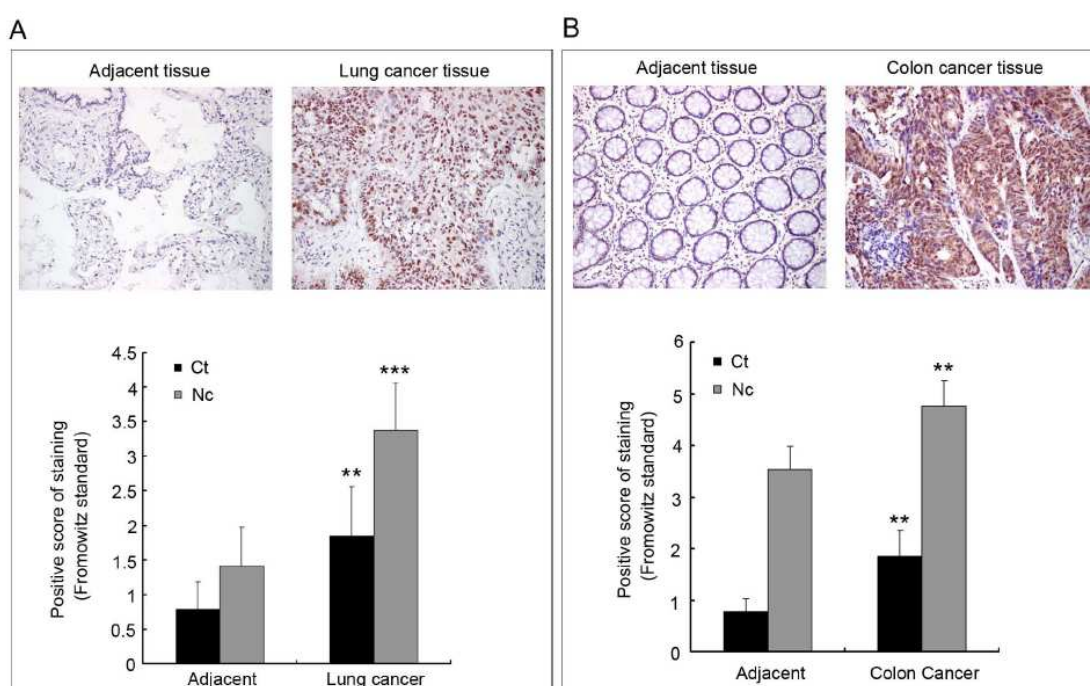 A
Adjacent tissue
Lung cancer tissue
4.5
4
3.5
3
2.5
2
1.5
1
0.5
0
Positive score of staining
(Fromowitz standard)
Ct
Nc
**
***
Adjacent
Lung cancer
B
Adjacent tissue
Colon cancer tissue
6
5
4
3
2
1
0
Positive score of staining
(Fromowitz standard)
Ct
Nc
**
**
Adjacent
Colon Cancer